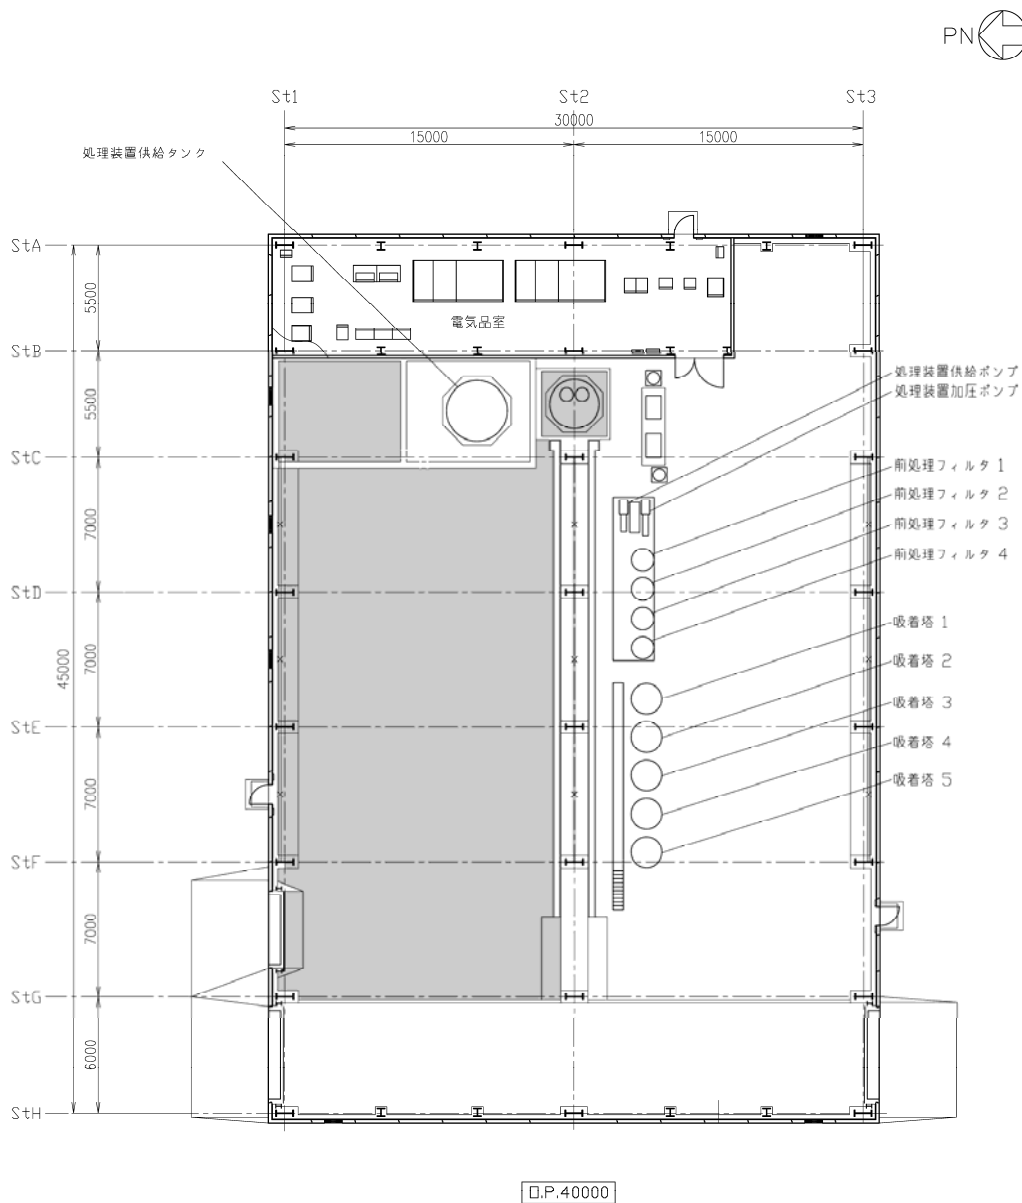 PN
St1
St2
St3
30000
15000
15000
処理装置供給タンク
StA
5500
電気品室
StB
処理装置供給ポンプ
処理装置加圧ポンプ
5500
StC
前処理フィルタ 1
前処理フィルタ 2
7000
前処理フィルタ 3
前処理フィルタ 4
StD
吸着塔 1
7000
45000
吸着塔 2
吸着塔 3
StE
吸着塔 4
7000
吸着塔 5
StF
7000
StG
6000
StH
O.P.40000